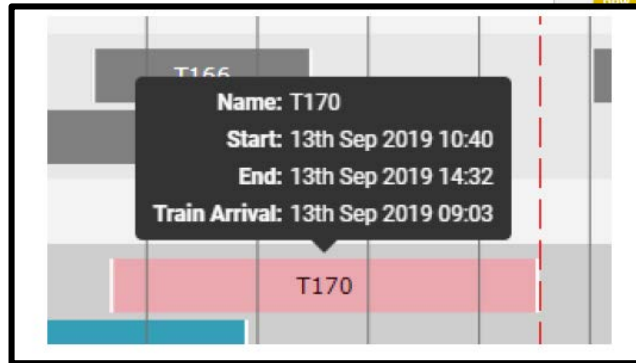 T166
Name: T170
Start: 13th Sep 2019 10:40
End: 13th Sep 2019 14:32
Train Arrival: 13th Sep 2019 09:03
T170